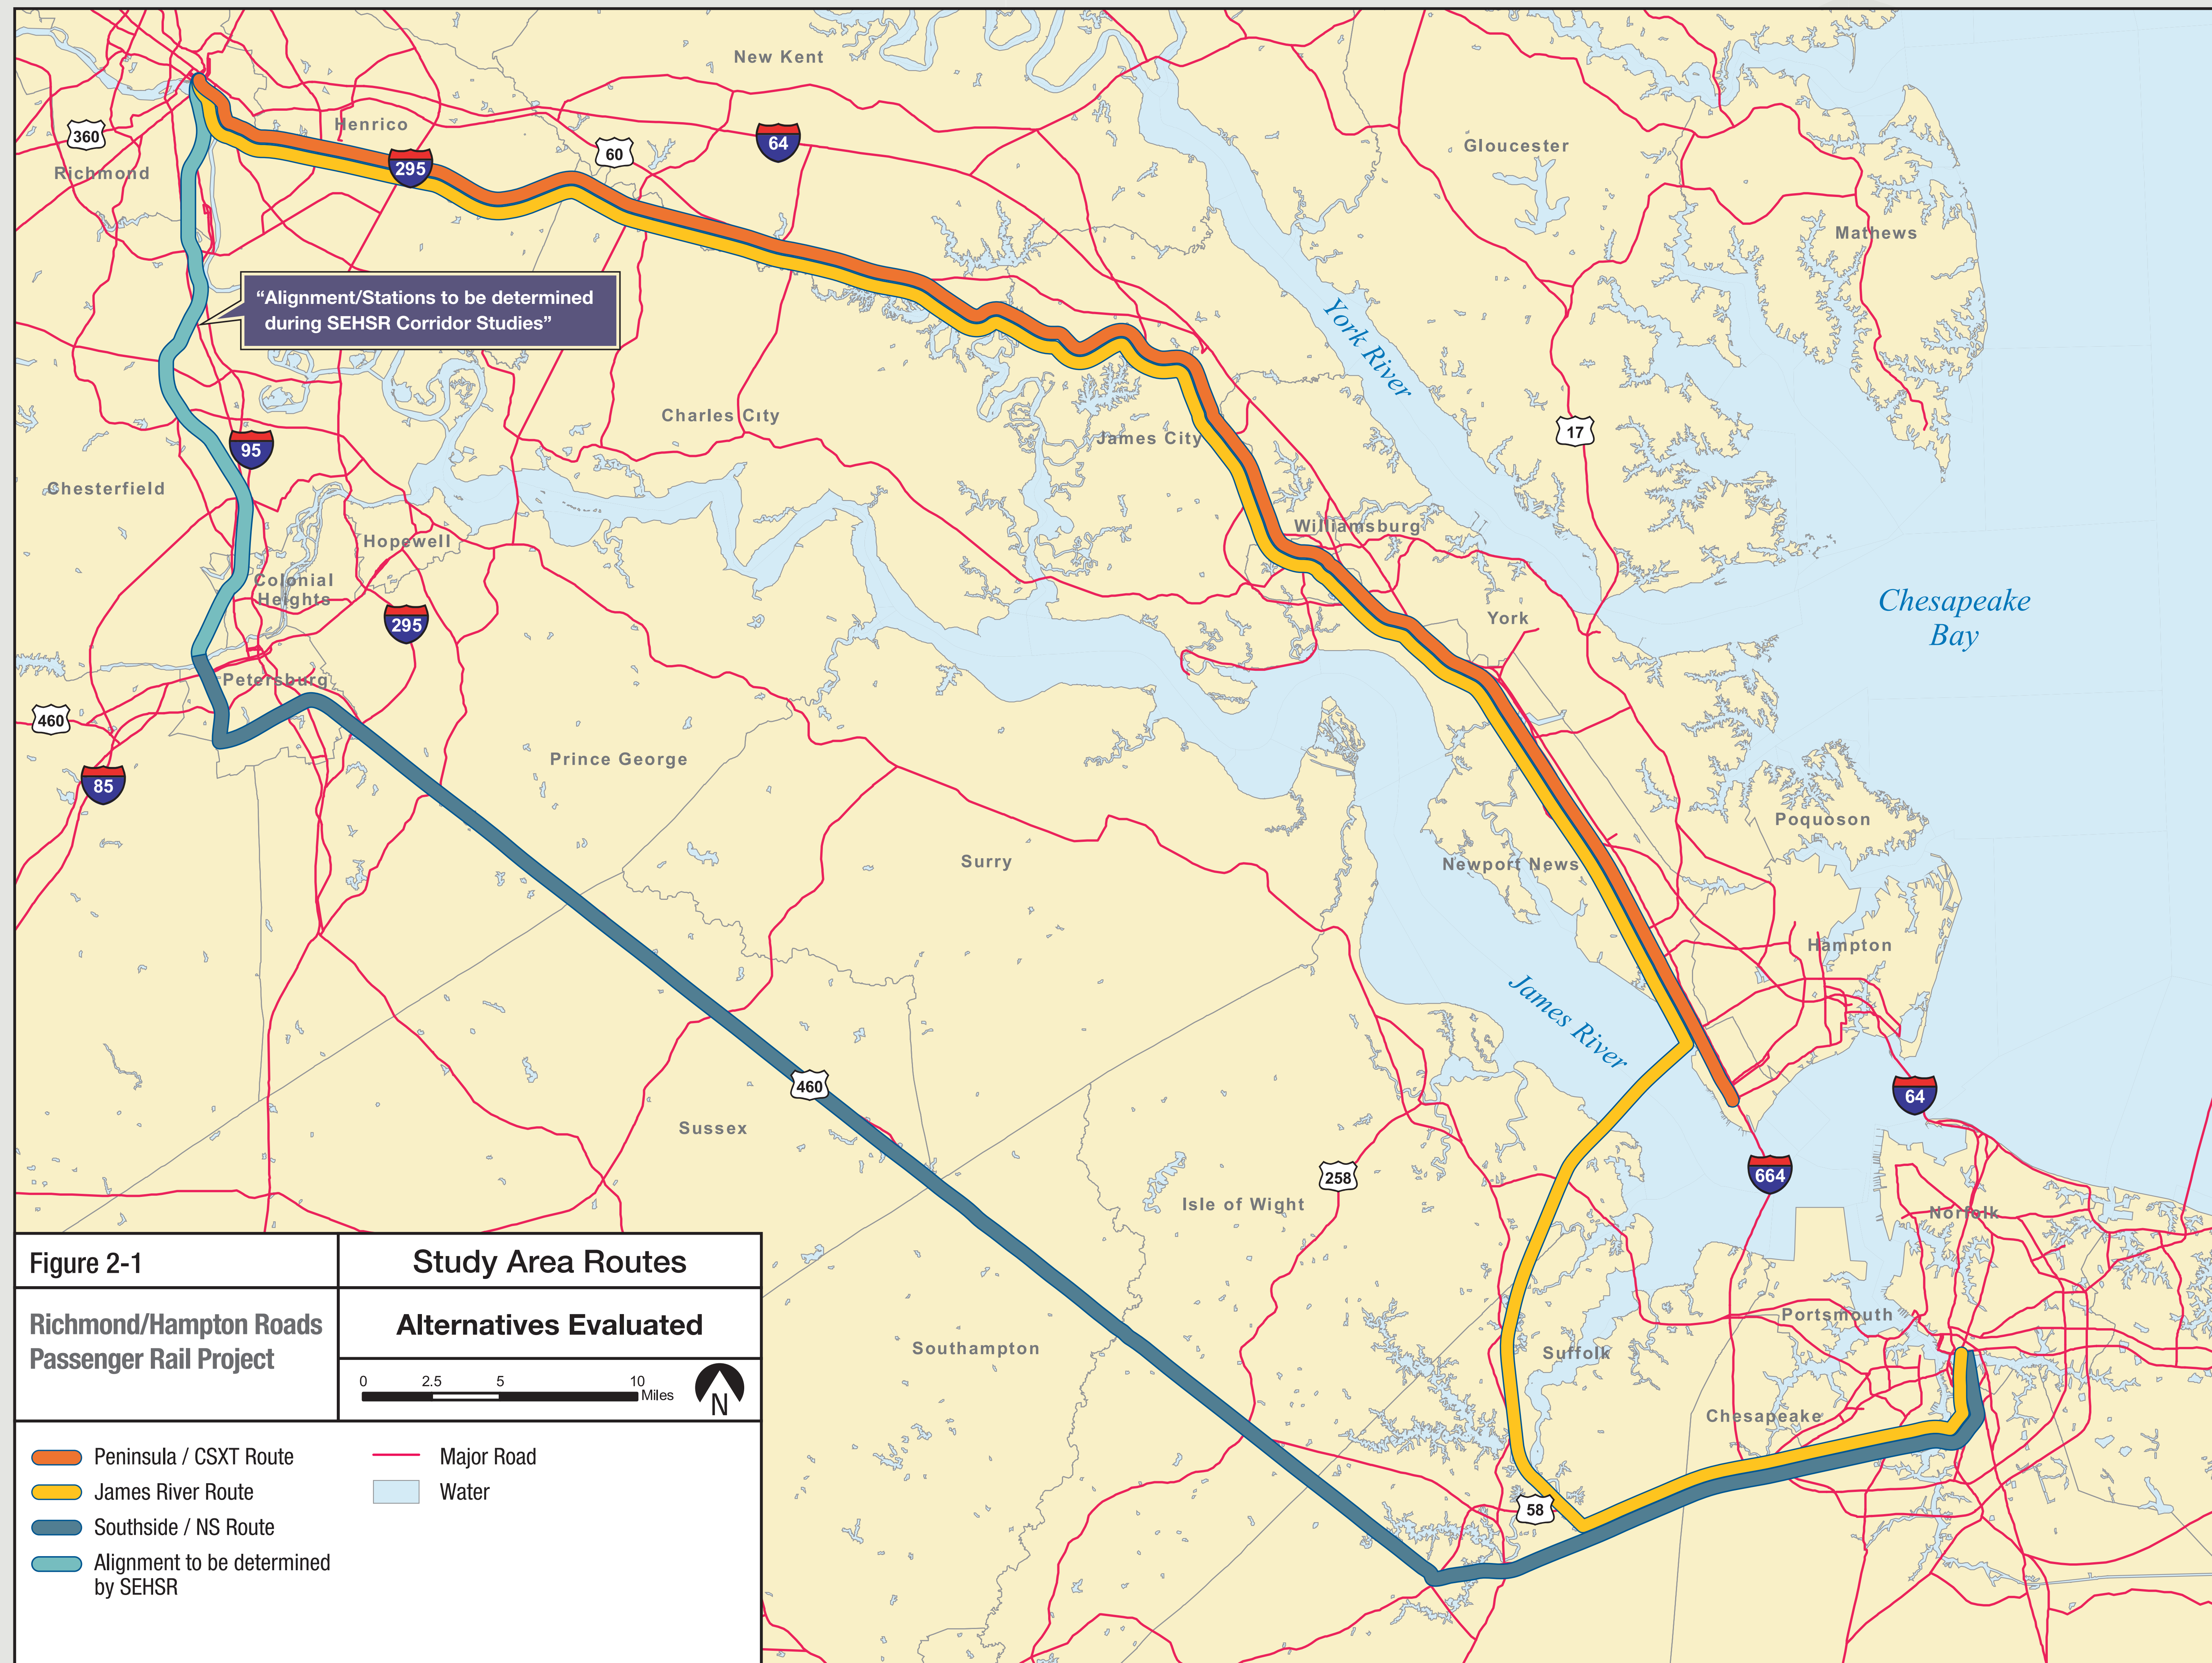 New Kent
360
Henrico
64
60
295
Richmond
Gloucester
Mathews
“Alignment/Stations to be determined
during SEHSR Corridor Studies”
York River
Charles City
James City
17
95
Chesterfield
Williamsburg
Hopewell
Colonial
Heights
295
York
Chesapeake
Bay
Petersburg
460
Prince George
85
Poquoson
Surry
Newport News
Hampton
James River
460
64
Sussex
258
664
Isle of Wight
Norfolk
Portsmouth
Southampton
Suffolk
Chesapeake
58
Figure 2-1
Study Area Routes
Richmond/Hampton Roads
Passenger Rail Project
Alternatives Evaluated
0 2.5 5 10
Miles
N
Peninsula / CSXT Route
James River Route
Southside / NS Route
Alignment to be determined
by SEHSR
Major Road
Water